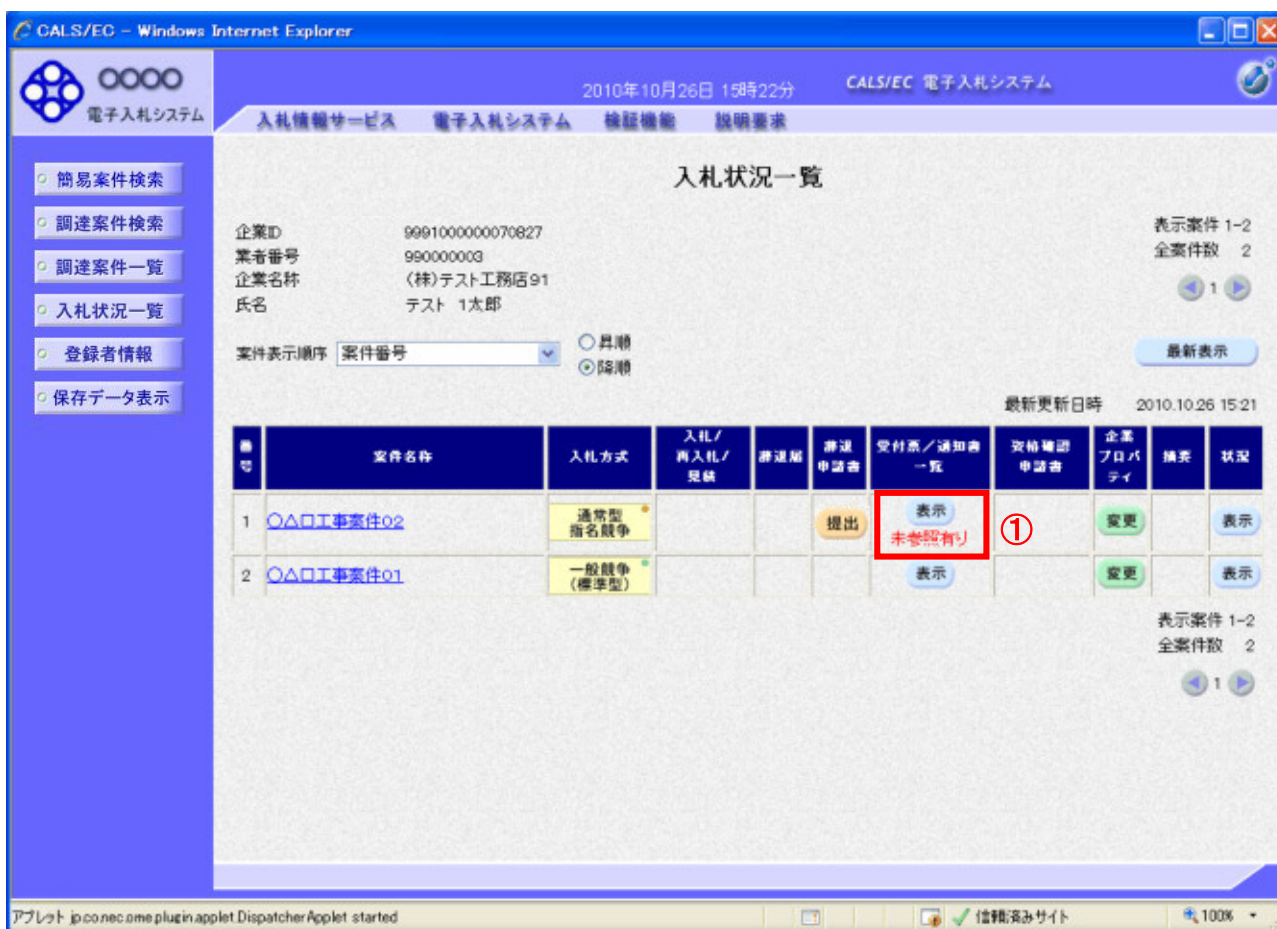 CALS/EC - Windows Internet Explorer
OOOO
電子入札システム
2010年10月26日 15時22分
CALS/EC 電子入札システム
入札情報サービス 電子入札システム 検証機能 説明要求
簡易案件検索
調達案件検索
調達案件一覧
入札状況一覧
登録者情報
保存データ表示
入札状況一覧
企業ID 9991000000070827
業者番号 990000003
企業名称 (株)テスト工務店91
氏名 テスト 1太郎
表示案件 1-2
全案件数 2
1
案件表示順序 案件番号
○昇順
◉降順
最新表示
最新更新日時 2010.10.26 15:21
番号 案件名称 入札方式 入札/再入札/見積 辞退届 辞退申請書 受付票/通知書一覧 資格確認申請書 企業プロパティ 摘要 状況
1 ○△口工事案件02 通常型指名競争 提出 表示 未参照有り ① 変更 表示
2 ○△口工事案件01 一般競争(標準型) 表示 変更 表示
表示案件 1-2
全案件数 2
1
アプレット jp.co.nec.ome.plugin.applet.DispatcherApplet started
信頼済みサイト
100%